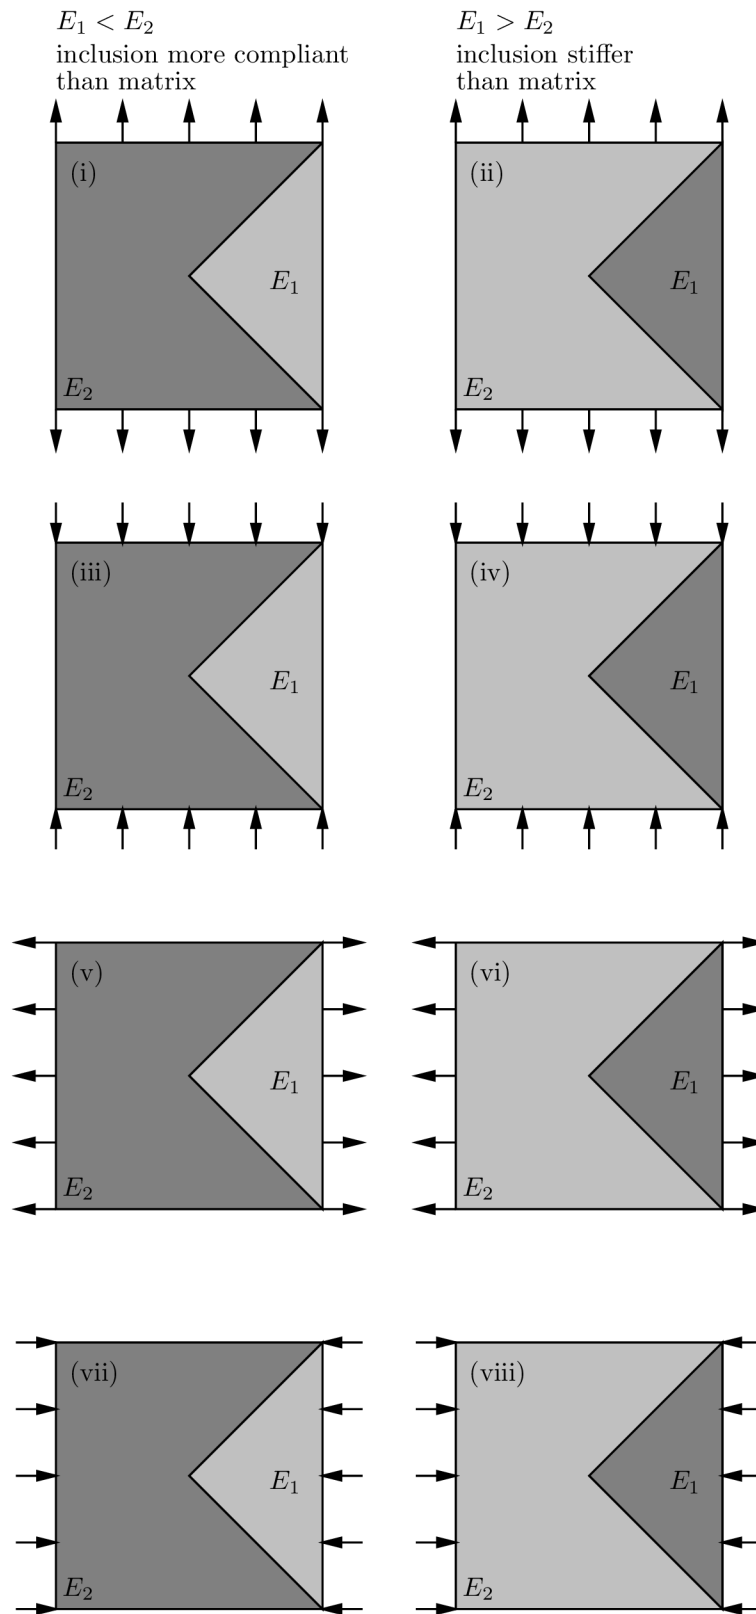 E₁ < E₂
inclusion more compliant
than matrix
E₁ > E₂
inclusion stiffer
than matrix
(i)
E₁
E₂
(ii)
E₁
E₂
(iii)
E₁
E₂
(iv)
E₁
E₂
(v)
E₁
E₂
(vi)
E₁
E₂
(vii)
E₁
E₂
(viii)
E₁
E₂